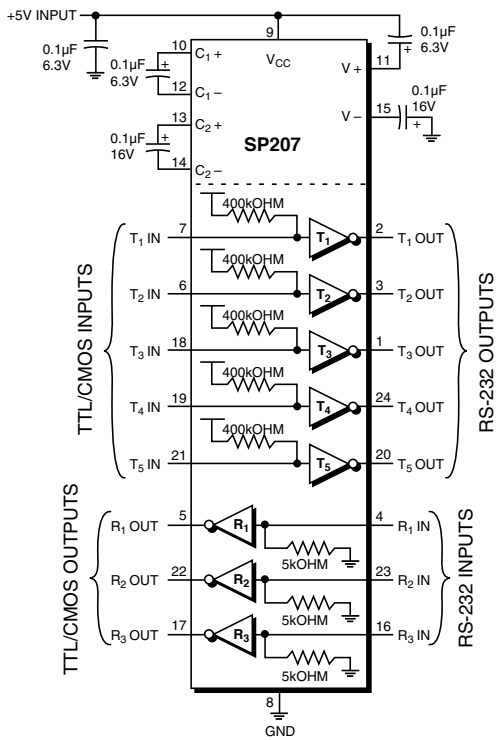 +5V INPUT
0.1µF
6.3V
0.1µF
6.3V
10
C1+
12
C1–
13
C2+
0.1µF
16V
14
C2–
9
VCC
SP207
V+
11
0.1µF
6.3V
V–
15
0.1µF
16V
TTL/CMOS INPUTS
RS-232 OUTPUTS
400kOHM
T1 IN 7 T1 2 T1 OUT
400kOHM
T2 IN 6 T2 3 T2 OUT
400kOHM
T3 IN 18 T3 1 T3 OUT
400kOHM
T4 IN 19 T4 24 T4 OUT
400kOHM
T5 IN 21 T5 20 T5 OUT
TTL/CMOS OUTPUTS
RS-232 INPUTS
R1 OUT 5 R1 4 R1 IN
5kOHM
R2 OUT 22 R2 23 R2 IN
5kOHM
R3 OUT 17 R3 16 R3 IN
5kOHM
8
GND
+
+
+
+